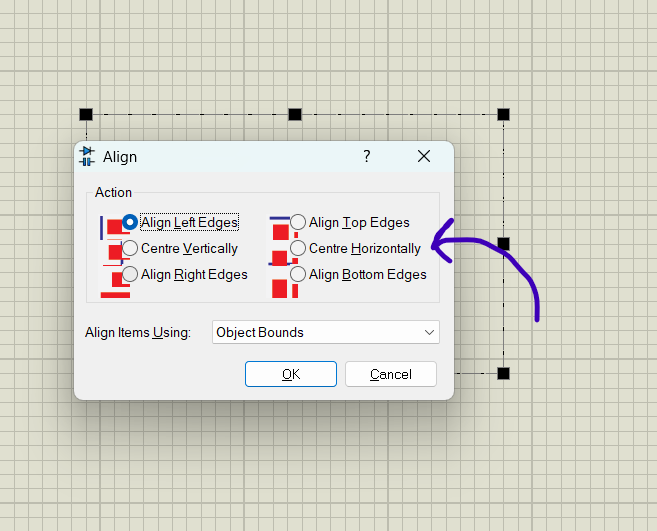 Align ?
Action
Align Left Edges Align Top Edges
Centre Vertically Centre Horizontally
Align Right Edges Align Bottom Edges
Align Items Using: Object Bounds
OK Cancel